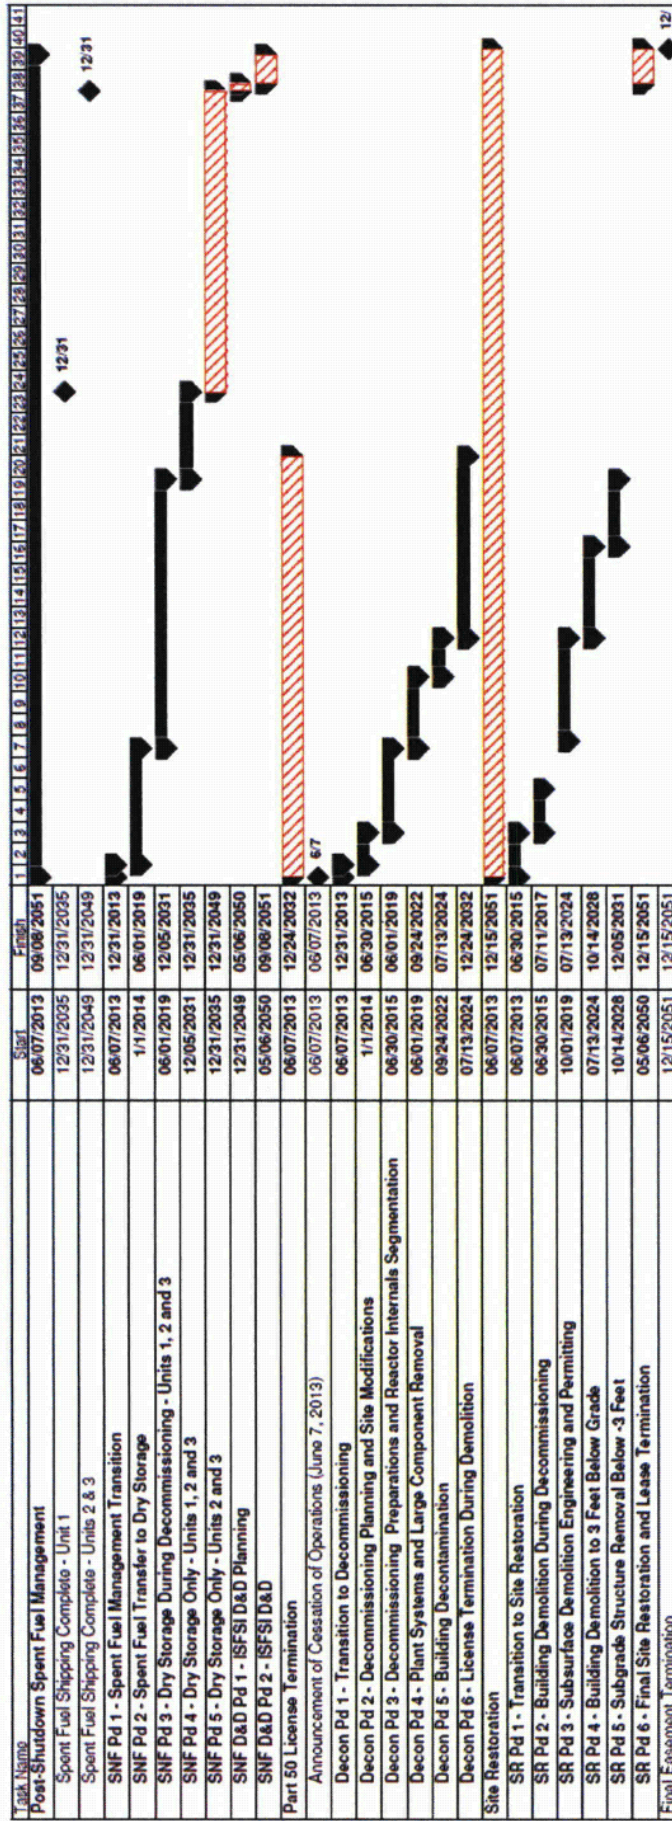 Task Name Start Finish 1 2 3 4 5 6 7 8 9 10 11 12 13 14 15 16 17 18 19 20 21 22 23 24 25 26 27 28 29 30 31 32 33 34 35 36 37 38 39 40 41
Post-Shutdown Spent Fuel Management 06/07/2013 09/08/2051
Spent Fuel Shipping Complete - Unit 1 12/31/2035 12/31/2035 12/31
Spent Fuel Shipping Complete - Units 2 & 3 12/31/2049 12/31/2049 12/31
SNF Pd 1 - Spent Fuel Management Transition 06/07/2013 12/31/2013
SNF Pd 2 - Spent Fuel Transfer to Dry Storage 1/1/2014 06/01/2019
SNF Pd 3 - Dry Storage During Decommissioning - Units 1, 2 and 3 06/01/2019 12/05/2031
SNF Pd 4 - Dry Storage Only - Units 1, 2 and 3 12/05/2031 12/31/2035
SNF Pd 5 - Dry Storage Only - Units 2 and 3 12/31/2035 12/31/2049
SNF D&D Pd 1 - ISFSI D&D Planning 12/31/2049 05/06/2050
SNF D&D Pd 2 - ISFSI D&D 05/06/2050 09/08/2051
Part 50 License Termination 06/07/2013 12/24/2032
Announcement of Cessation of Operations (June 7, 2013) 06/07/2013 06/07/2013 6/7
Decon Pd 1 - Transition to Decommissioning 06/07/2013 12/31/2013
Decon Pd 2 - Decommissioning Planning and Site Modifications 1/1/2014 06/30/2015
Decon Pd 3 - Decommissioning Preparations and Reactor Internals Segmentation 06/30/2015 06/01/2019
Decon Pd 4 - Plant Systems and Large Component Removal 06/01/2019 09/24/2022
Decon Pd 5 - Building Decontamination 09/24/2022 07/13/2024
Decon Pd 6 - License Termination During Demolition 07/13/2024 12/24/2032
Site Restoration 06/07/2013 12/15/2051
SR Pd 1 - Transition to Site Restoration 06/07/2013 06/30/2015
SR Pd 2 - Building Demolition During Decommissioning 06/30/2015 07/11/2017
SR Pd 3 - Subsurface Demolition Engineering and Permitting 10/01/2019 07/13/2024
SR Pd 4 - Building Demolition to 3 Feet Below Grade 07/13/2024 10/14/2028
SR Pd 5 - Subgrade Structure Removal Below -3 Feet 10/14/2028 12/05/2031
SR Pd 6 - Final Site Restoration and Lease Termination 05/06/2050 12/15/2051
Final Easement Termination 12/15/2051 12/15/2051 12/